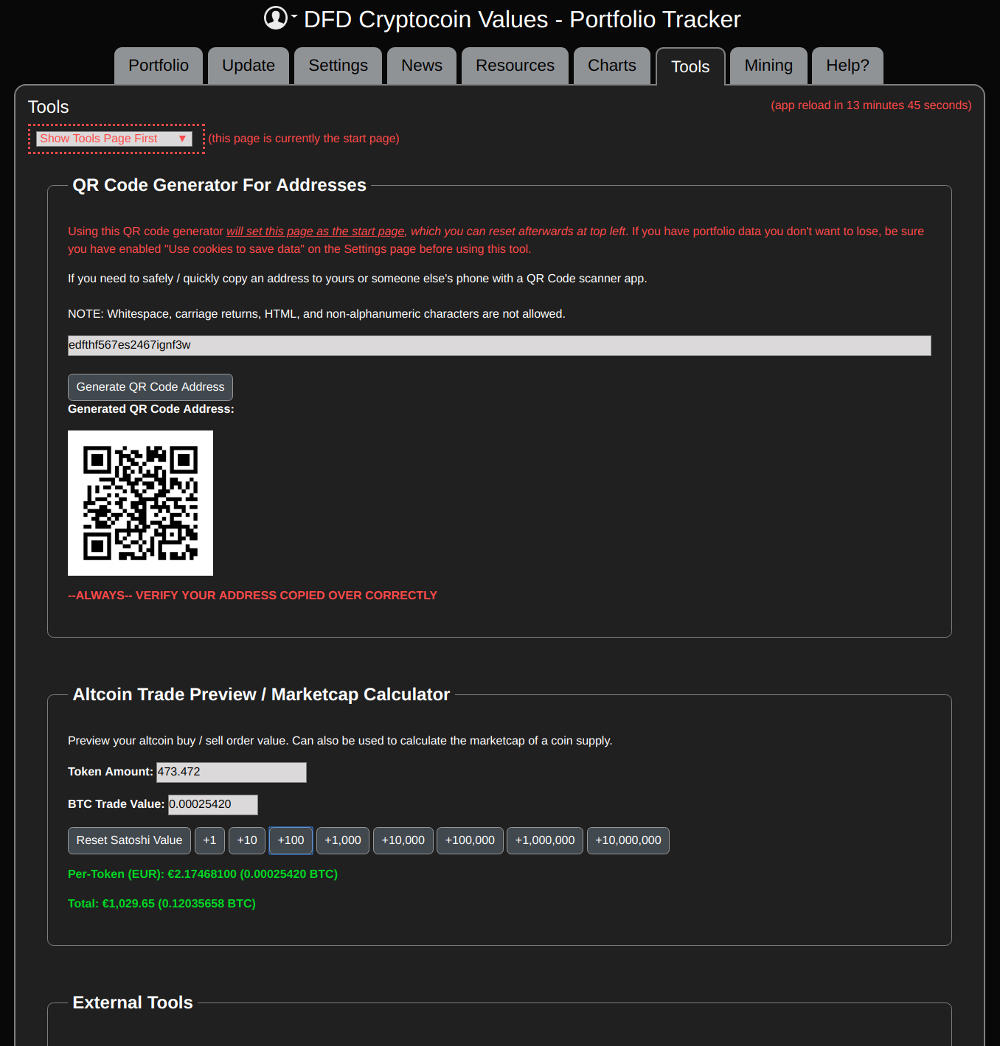 DFD Cryptocoin Values - Portfolio Tracker
Portfolio
Update
Settings
News
Resources
Charts
Tools
Mining
Help?
Tools
(app reload in 13 minutes 45 seconds)
Show Tools Page First ▼
(this page is currently the start page)
QR Code Generator For Addresses
Using this QR code generator will set this page as the start page, which you can reset afterwards at top left. If you have portfolio data you don't want to lose, be sure
you have enabled "Use cookies to save data" on the Settings page before using this tool.
If you need to safely / quickly copy an address to yours or someone else's phone with a QR Code scanner app.
NOTE: Whitespace, carriage returns, HTML, and non-alphanumeric characters are not allowed.
edfthf567es2467ignf3w
Generate QR Code Address
Generated QR Code Address:
--ALWAYS-- VERIFY YOUR ADDRESS COPIED OVER CORRECTLY
Altcoin Trade Preview / Marketcap Calculator
Preview your altcoin buy / sell order value. Can also be used to calculate the marketcap of a coin supply.
Token Amount: 473.472
BTC Trade Value: 0.00025420
Reset Satoshi Value
+1
+10
+100
+1,000
+10,000
+100,000
+1,000,000
+10,000,000
Per-Token (EUR): €2.17468100 (0.00025420 BTC)
Total: €1,029.65 (0.12035658 BTC)
External Tools